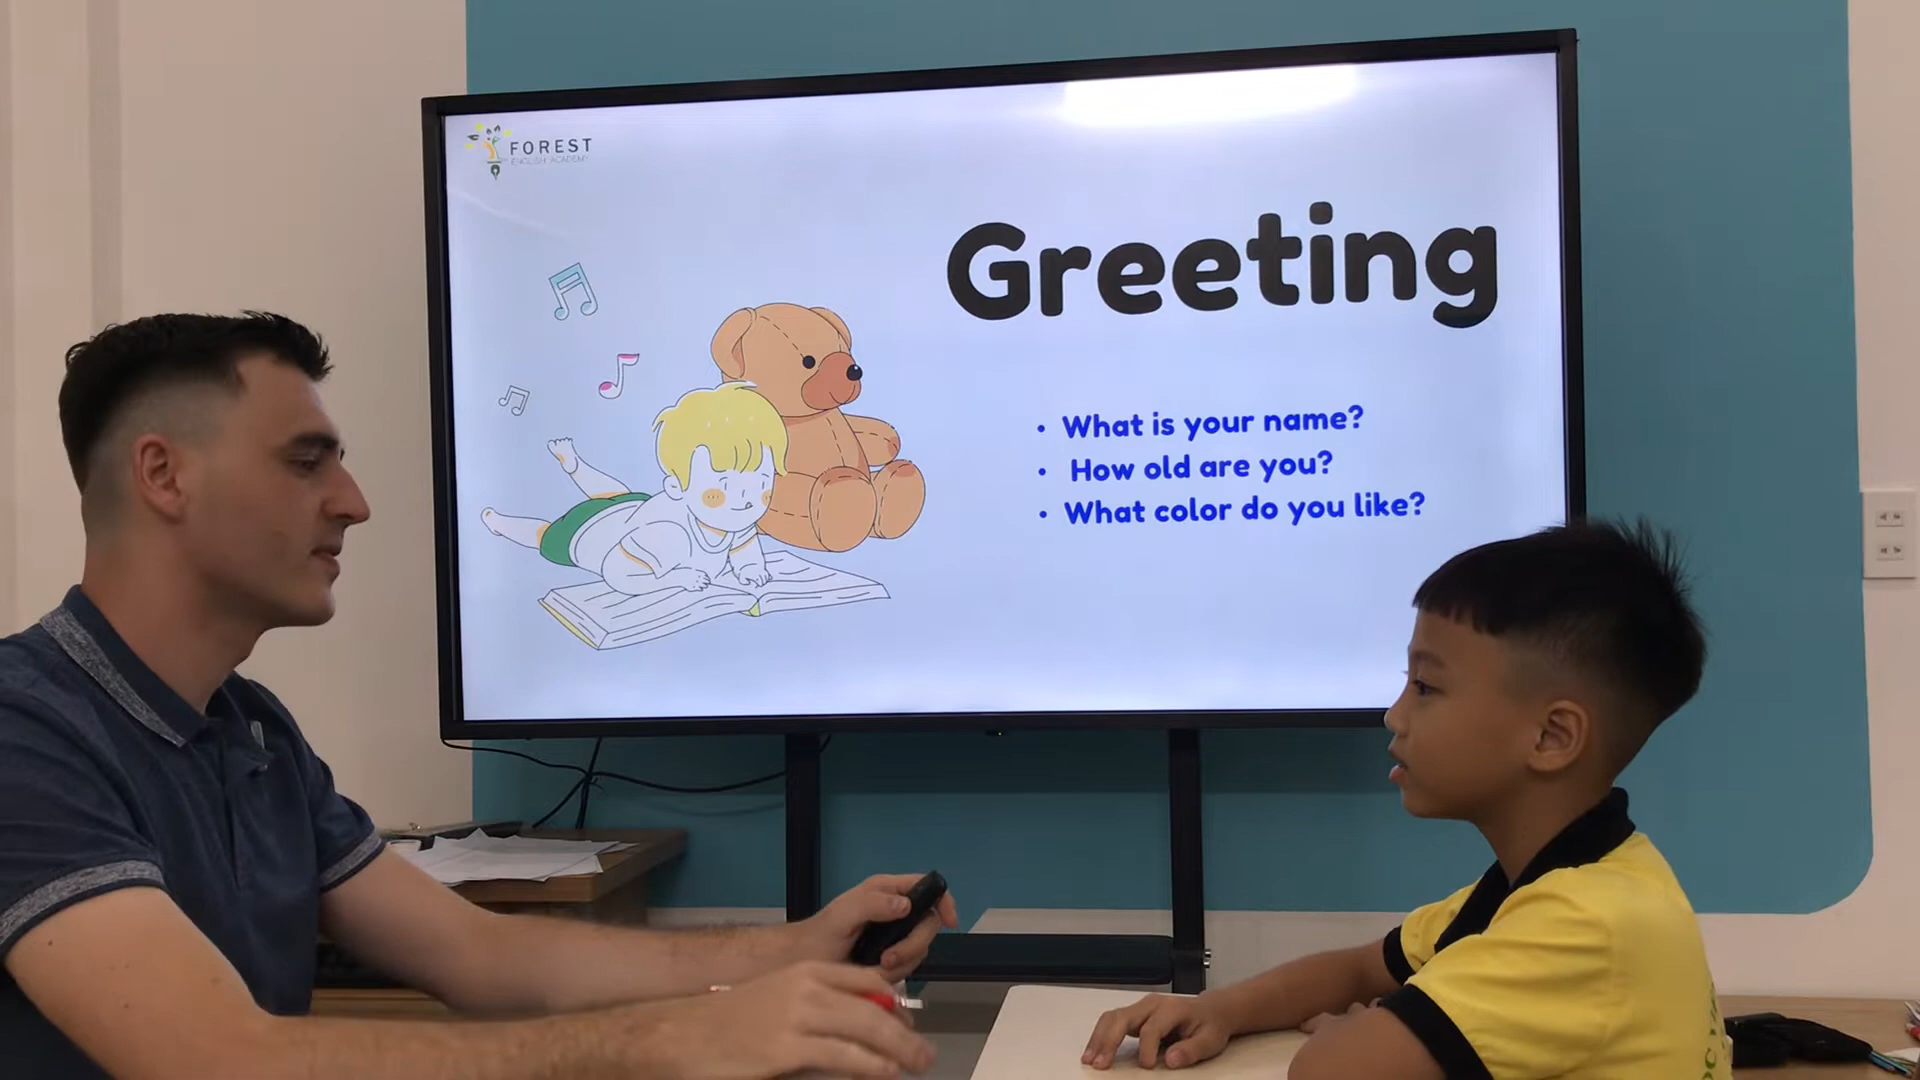 FOREST
ENGLISH ACADEMY
Greeting
• What is your name?
• How old are you?
• What color do you like?